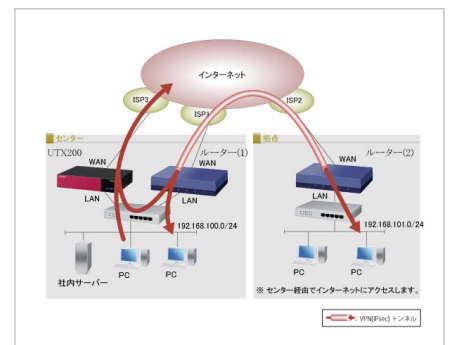 インターネット
ISP3
ISP1
ISP2
センター
拠点
UTX200
ルーター(1)
ルーター(2)
WAN
WAN
WAN
LAN
LAN
LAN
192.168.100.0/24
192.168.101.0/24
社内サーバー
PC
PC
PC
PC
※ センター経由でインターネットにアクセスします。
: VPN[IPsec]トンネル